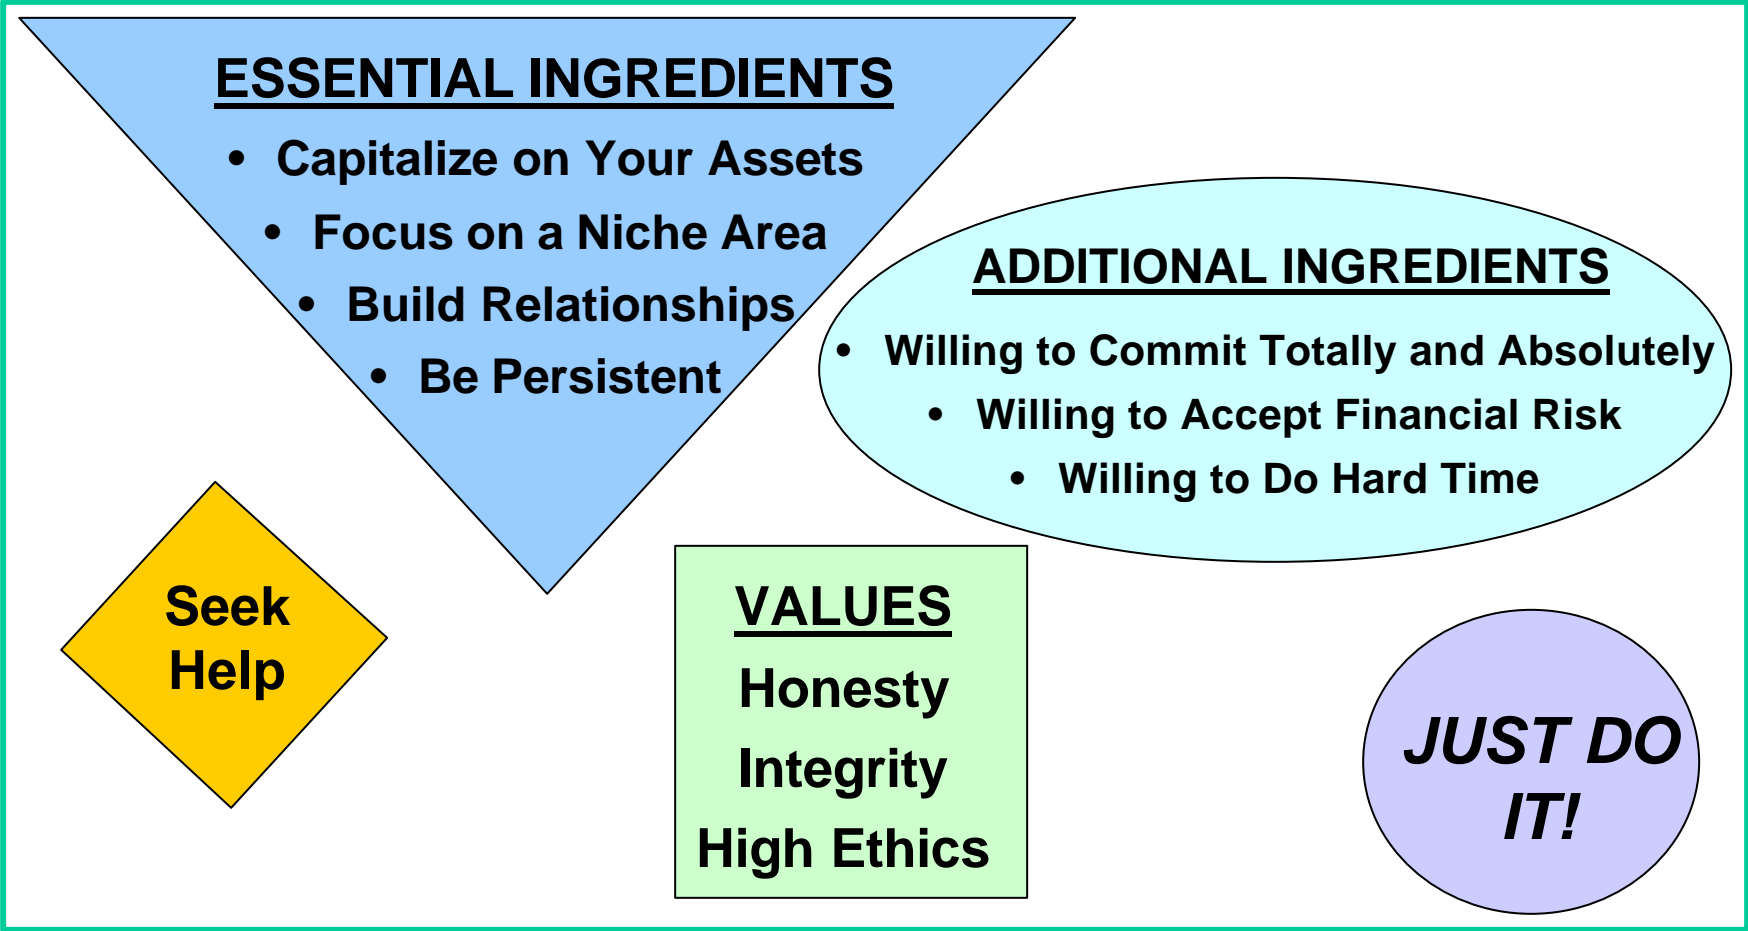 ESSENTIAL INGREDIENTS
• Capitalize on Your Assets
• Focus on a Niche Area
• Build Relationships
• Be Persistent
ADDITIONAL INGREDIENTS
• Willing to Commit Totally and Absolutely
• Willing to Accept Financial Risk
• Willing to Do Hard Time
Seek
Help
VALUES
Honesty
Integrity
High Ethics
JUST DO
IT!